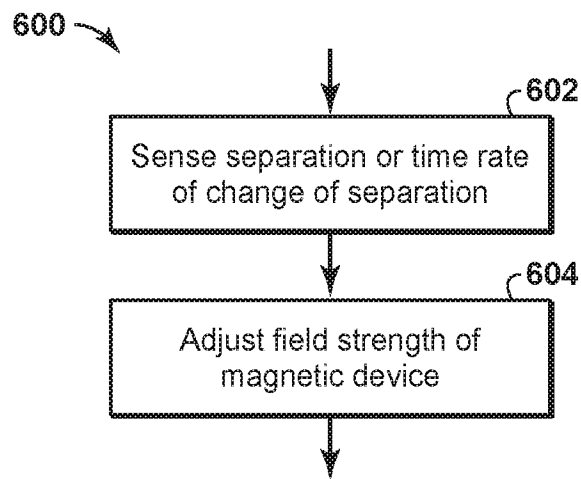 600
602
Sense separation or time rate
of change of separation
604
Adjust field strength of
magnetic device